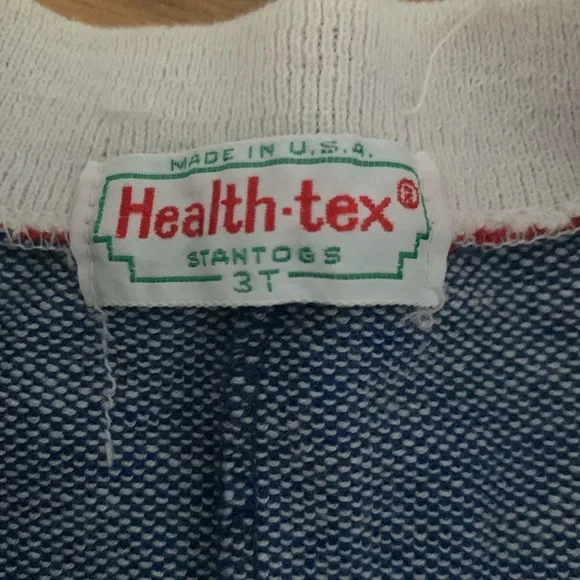 MADE IN U.S.A.
Health-tex®
STANTOGS
3T